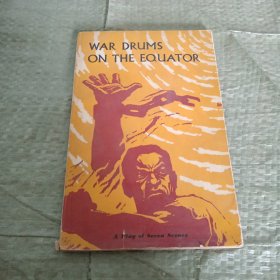 WAR DRUMS
ON THE EQUATOR
A Play of Seven Scenes